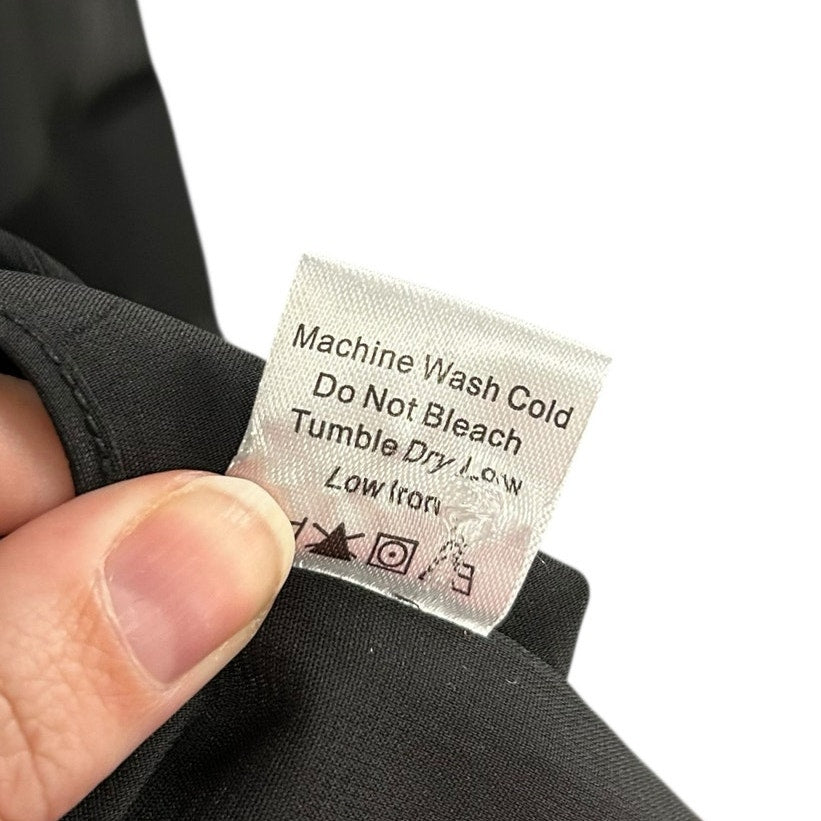 Machine Wash Cold
Do Not Bleach
Tumble Dry Low
Low Iron